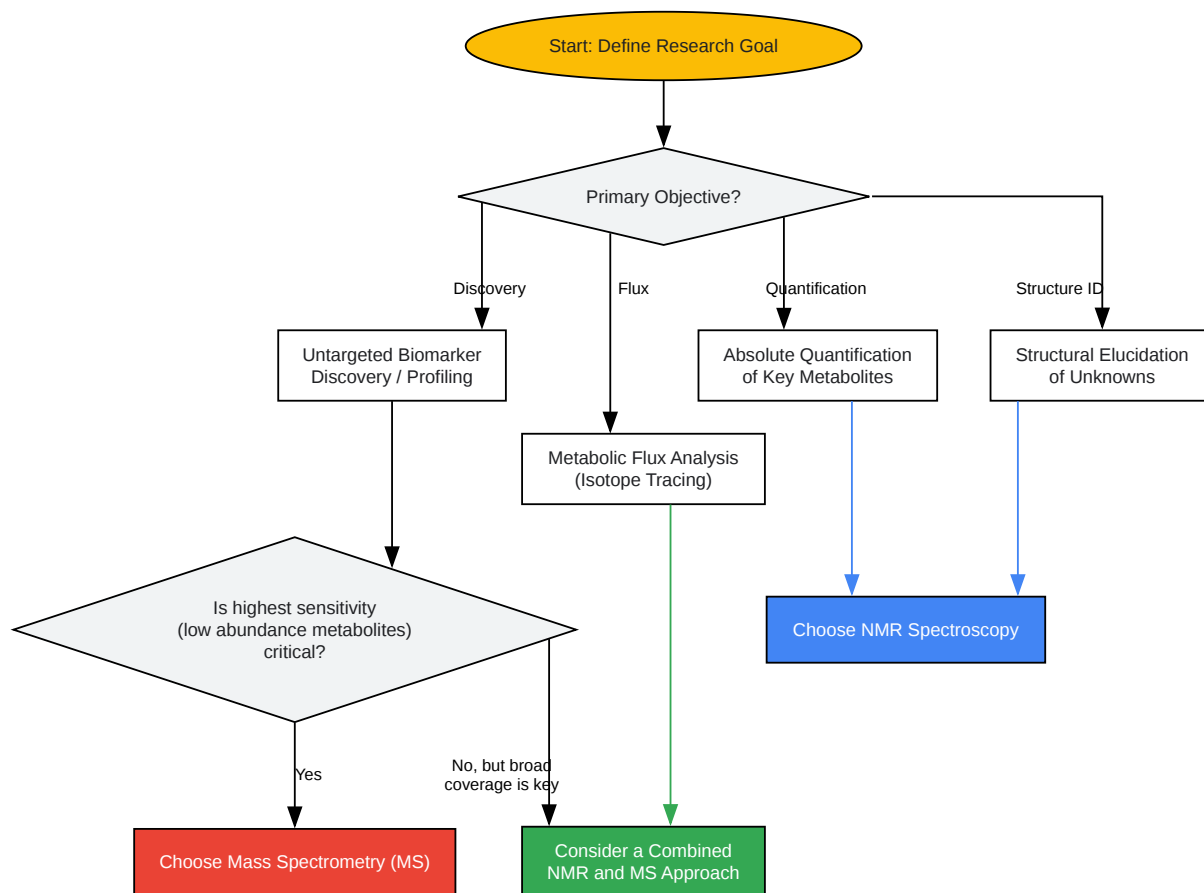 Start: Define Research Goal
Primary Objective?
Discovery
Flux
Quantification
Structure ID
Untargeted Biomarker
Discovery / Profiling
Absolute Quantification
of Key Metabolites
Structural Elucidation
of Unknowns
Metabolic Flux Analysis
(Isotope Tracing)
Is highest sensitivity
(low abundance metabolites)
critical?
Choose NMR Spectroscopy
Yes
No, but broad
coverage is key
Choose Mass Spectrometry (MS)
Consider a Combined
NMR and MS Approach